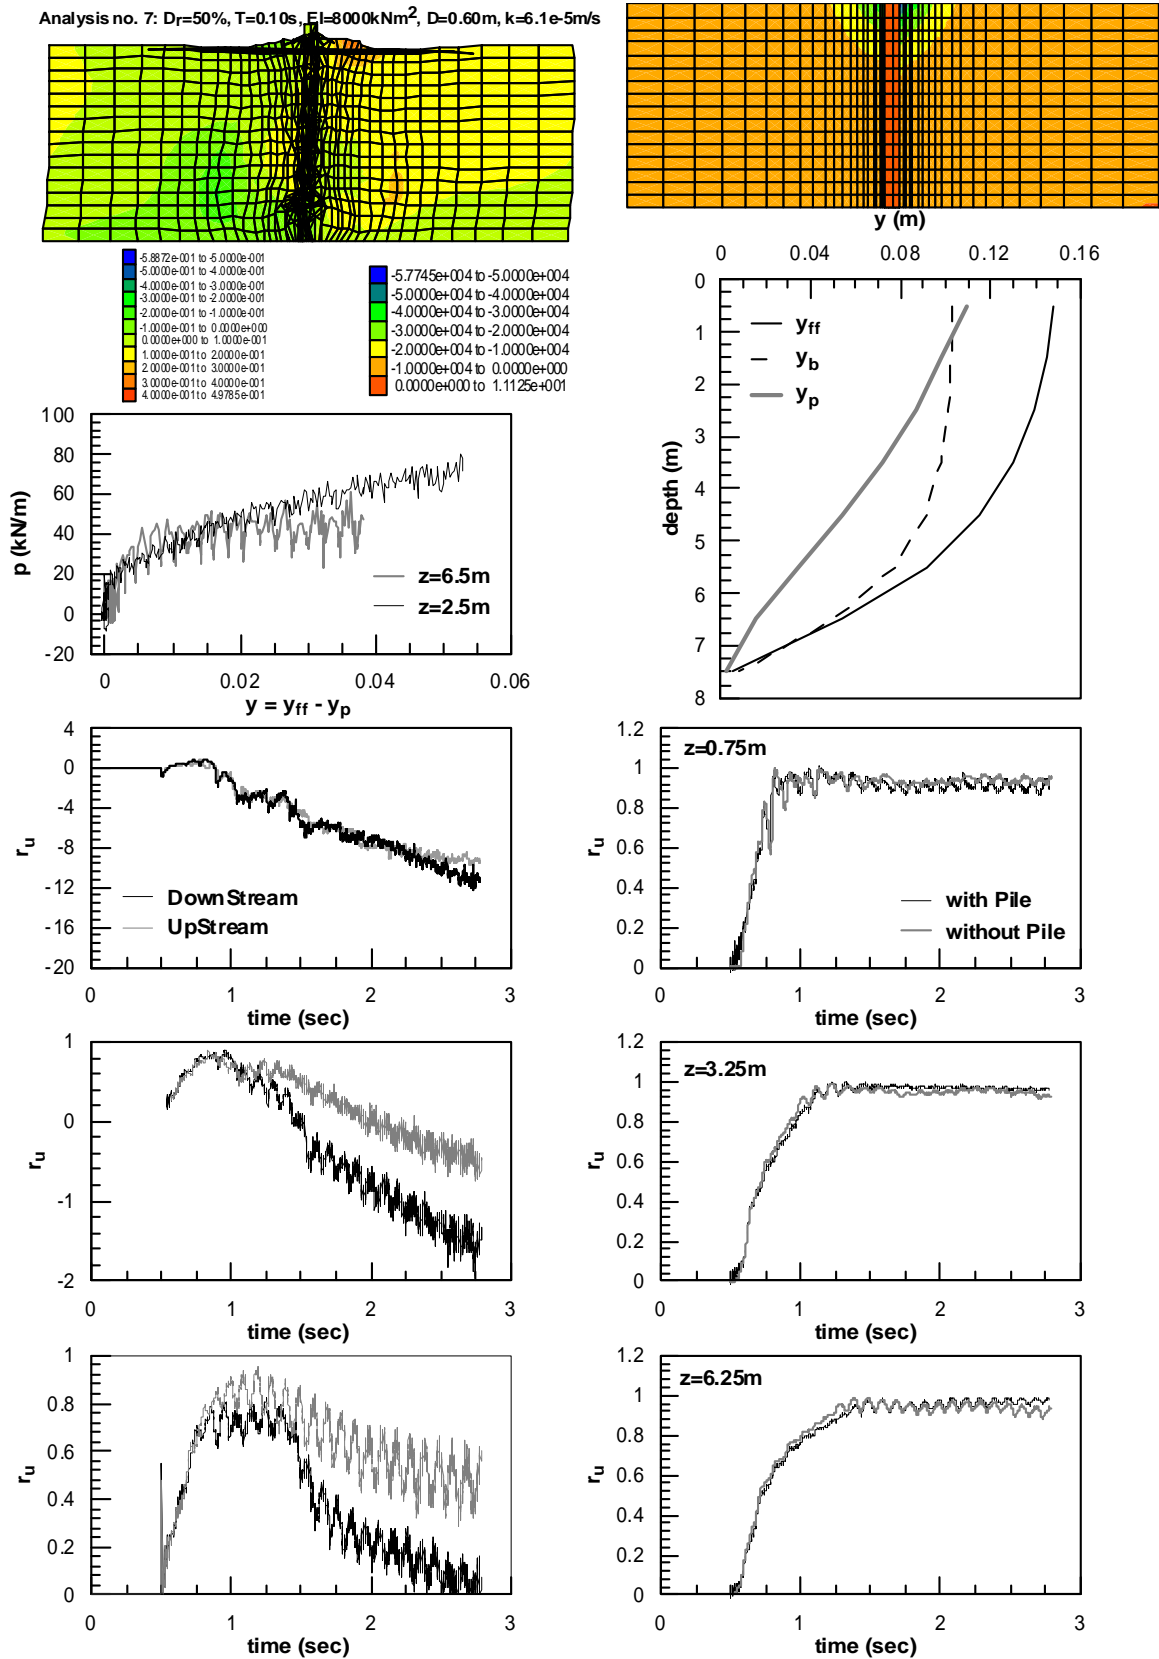 Analysis no. 7: Dr=50%, T=0.10s, EI=8000kNm2, D=0.60m, k=6.1e-5m/s
-5.8872e-001 to -5.0000e-001
-5.0000e-001 to -4.0000e-001
-4.0000e-001 to -3.0000e-001
-3.0000e-001 to -2.0000e-001
-2.0000e-001 to -1.0000e-001
-1.0000e-001 to 0.0000e+000
0.0000e+000 to 1.0000e-001
1.0000e-001 to 2.0000e-001
2.0000e-001 to 3.0000e-001
3.0000e-001 to 4.0000e-001
4.0000e-001 to 4.9785e-001
-5.7745e+004 to -5.0000e+004
-5.0000e+004 to -4.0000e+004
-4.0000e+004 to -3.0000e+004
-3.0000e+004 to -2.0000e+004
-2.0000e+004 to -1.0000e+004
-1.0000e+004 to 0.0000e+000
0.0000e+000 to 1.1125e+001
y (m)
0 0.04 0.08 0.12 0.16
0
1
2
3
4
5
6
7
8
depth (m)
yff
yb
yp
100
80
60
40
20
0
-20
p (kN/m)
z=6.5m
z=2.5m
0 0.02 0.04 0.06
y = yff - yp
4
0
-4
-8
-12
-16
-20
ru
DownStream
UpStream
0 1 2 3
time (sec)
1.2
1
0.8
0.6
0.4
0.2
0
ru
z=0.75m
with Pile
without Pile
0 1 2 3
time (sec)
1
0
-1
-2
ru
0 1 2 3
time (sec)
1.2
1
0.8
0.6
0.4
0.2
0
ru
z=3.25m
0 1 2 3
time (sec)
1
0.8
0.6
0.4
0.2
0
ru
0 1 2 3
time (sec)
1.2
1
0.8
0.6
0.4
0.2
0
ru
z=6.25m
0 1 2 3
time (sec)